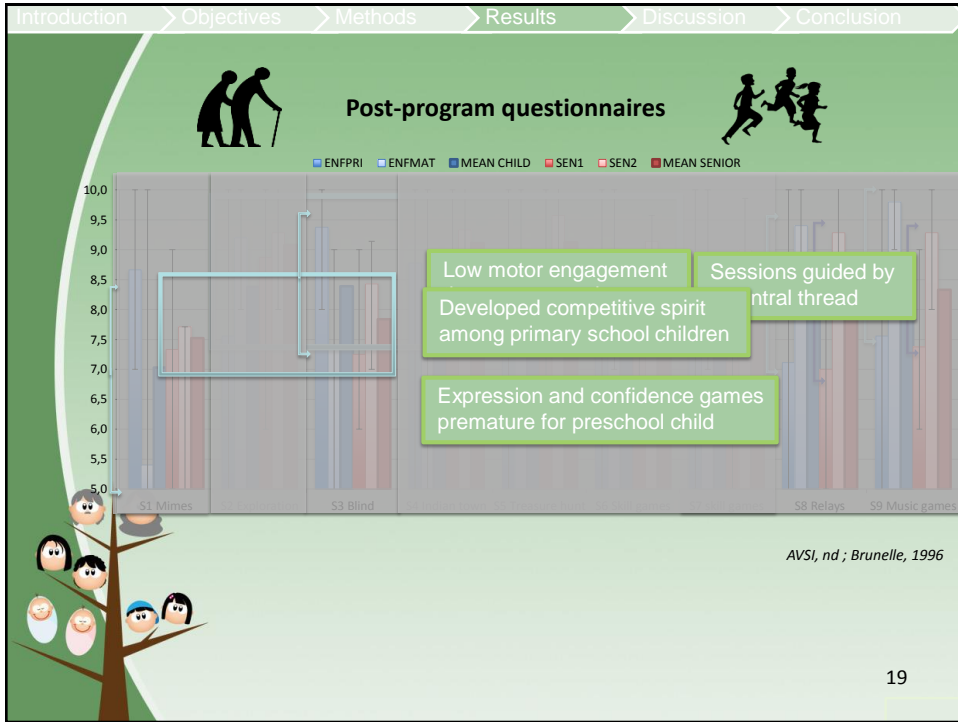 Introduction Objectives Methods Results Discussion Conclusion
Post-program questionnaires
ENFPRI ENFMAT MEAN CHILD SEN1 SEN2 MEAN SENIOR
10,0
9,5
9,0
8,5
8,0
7,5
7,0
6,5
6,0
5,5
5,0
Low motor engagement
Sessions guided by
ntral thread
Developed competitive spirit
among primary school children
Expression and confidence games
premature for preschool child
S1 Mimes S3 Blind S8 Relays S9 Music games
AVSI, nd ; Brunelle, 1996
19